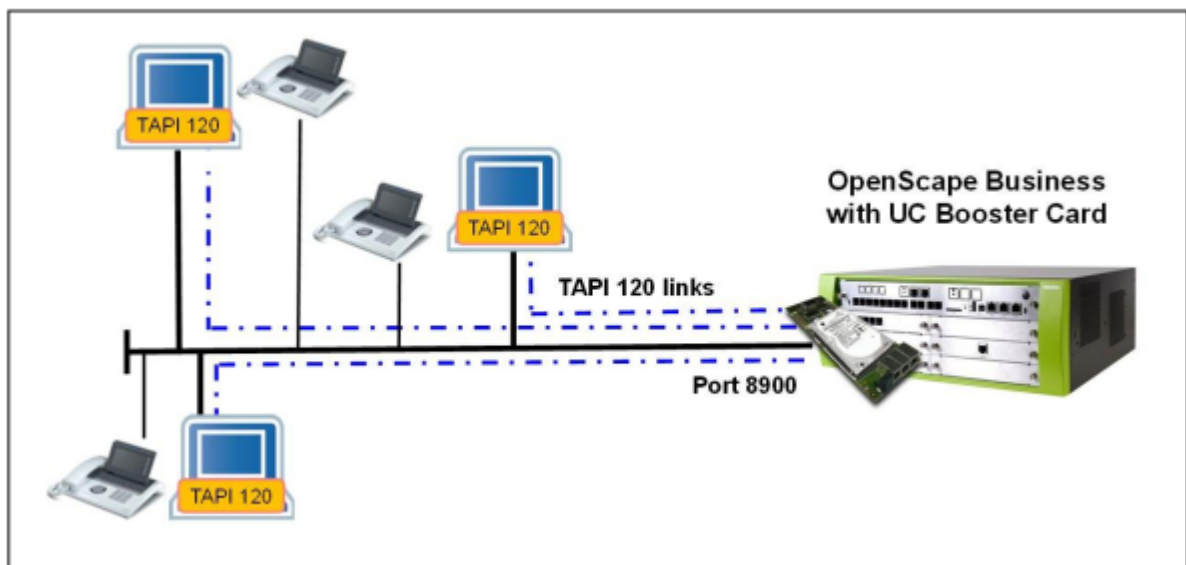 TAPI 120
TAPI 120
OpenScape Business
with UC Booster Card
TAPI 120 links
Port 8900
TAPI 120